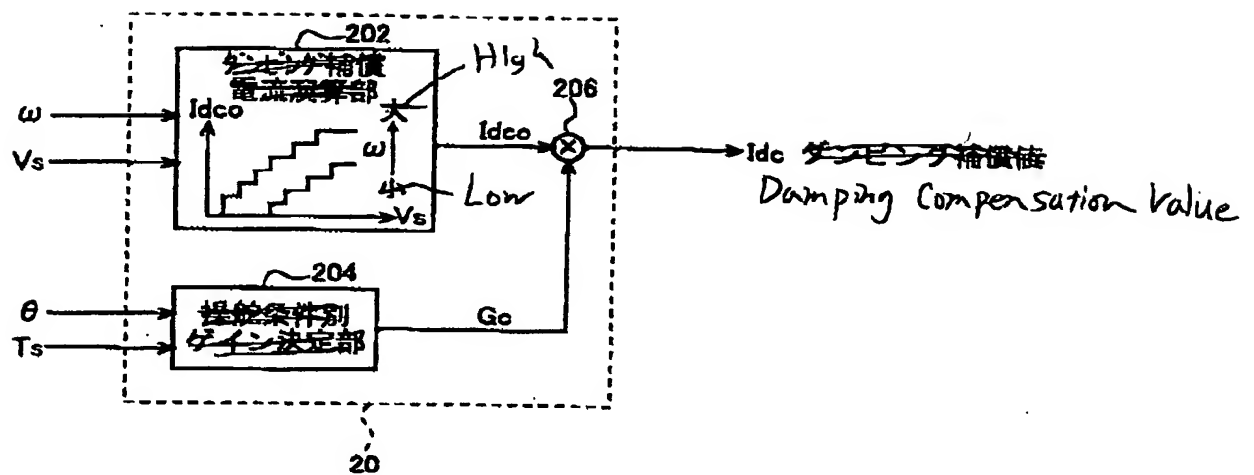 202
ダンピング補償
電流演算部
High
206
ω
Vs
Idco
大
ω
小
Low
Vs
Idco
×
Idc ダンピング補償値
Damping Compensation Value
204
θ
Ts
操舵条件別
ゲイン決定部
Gc
20